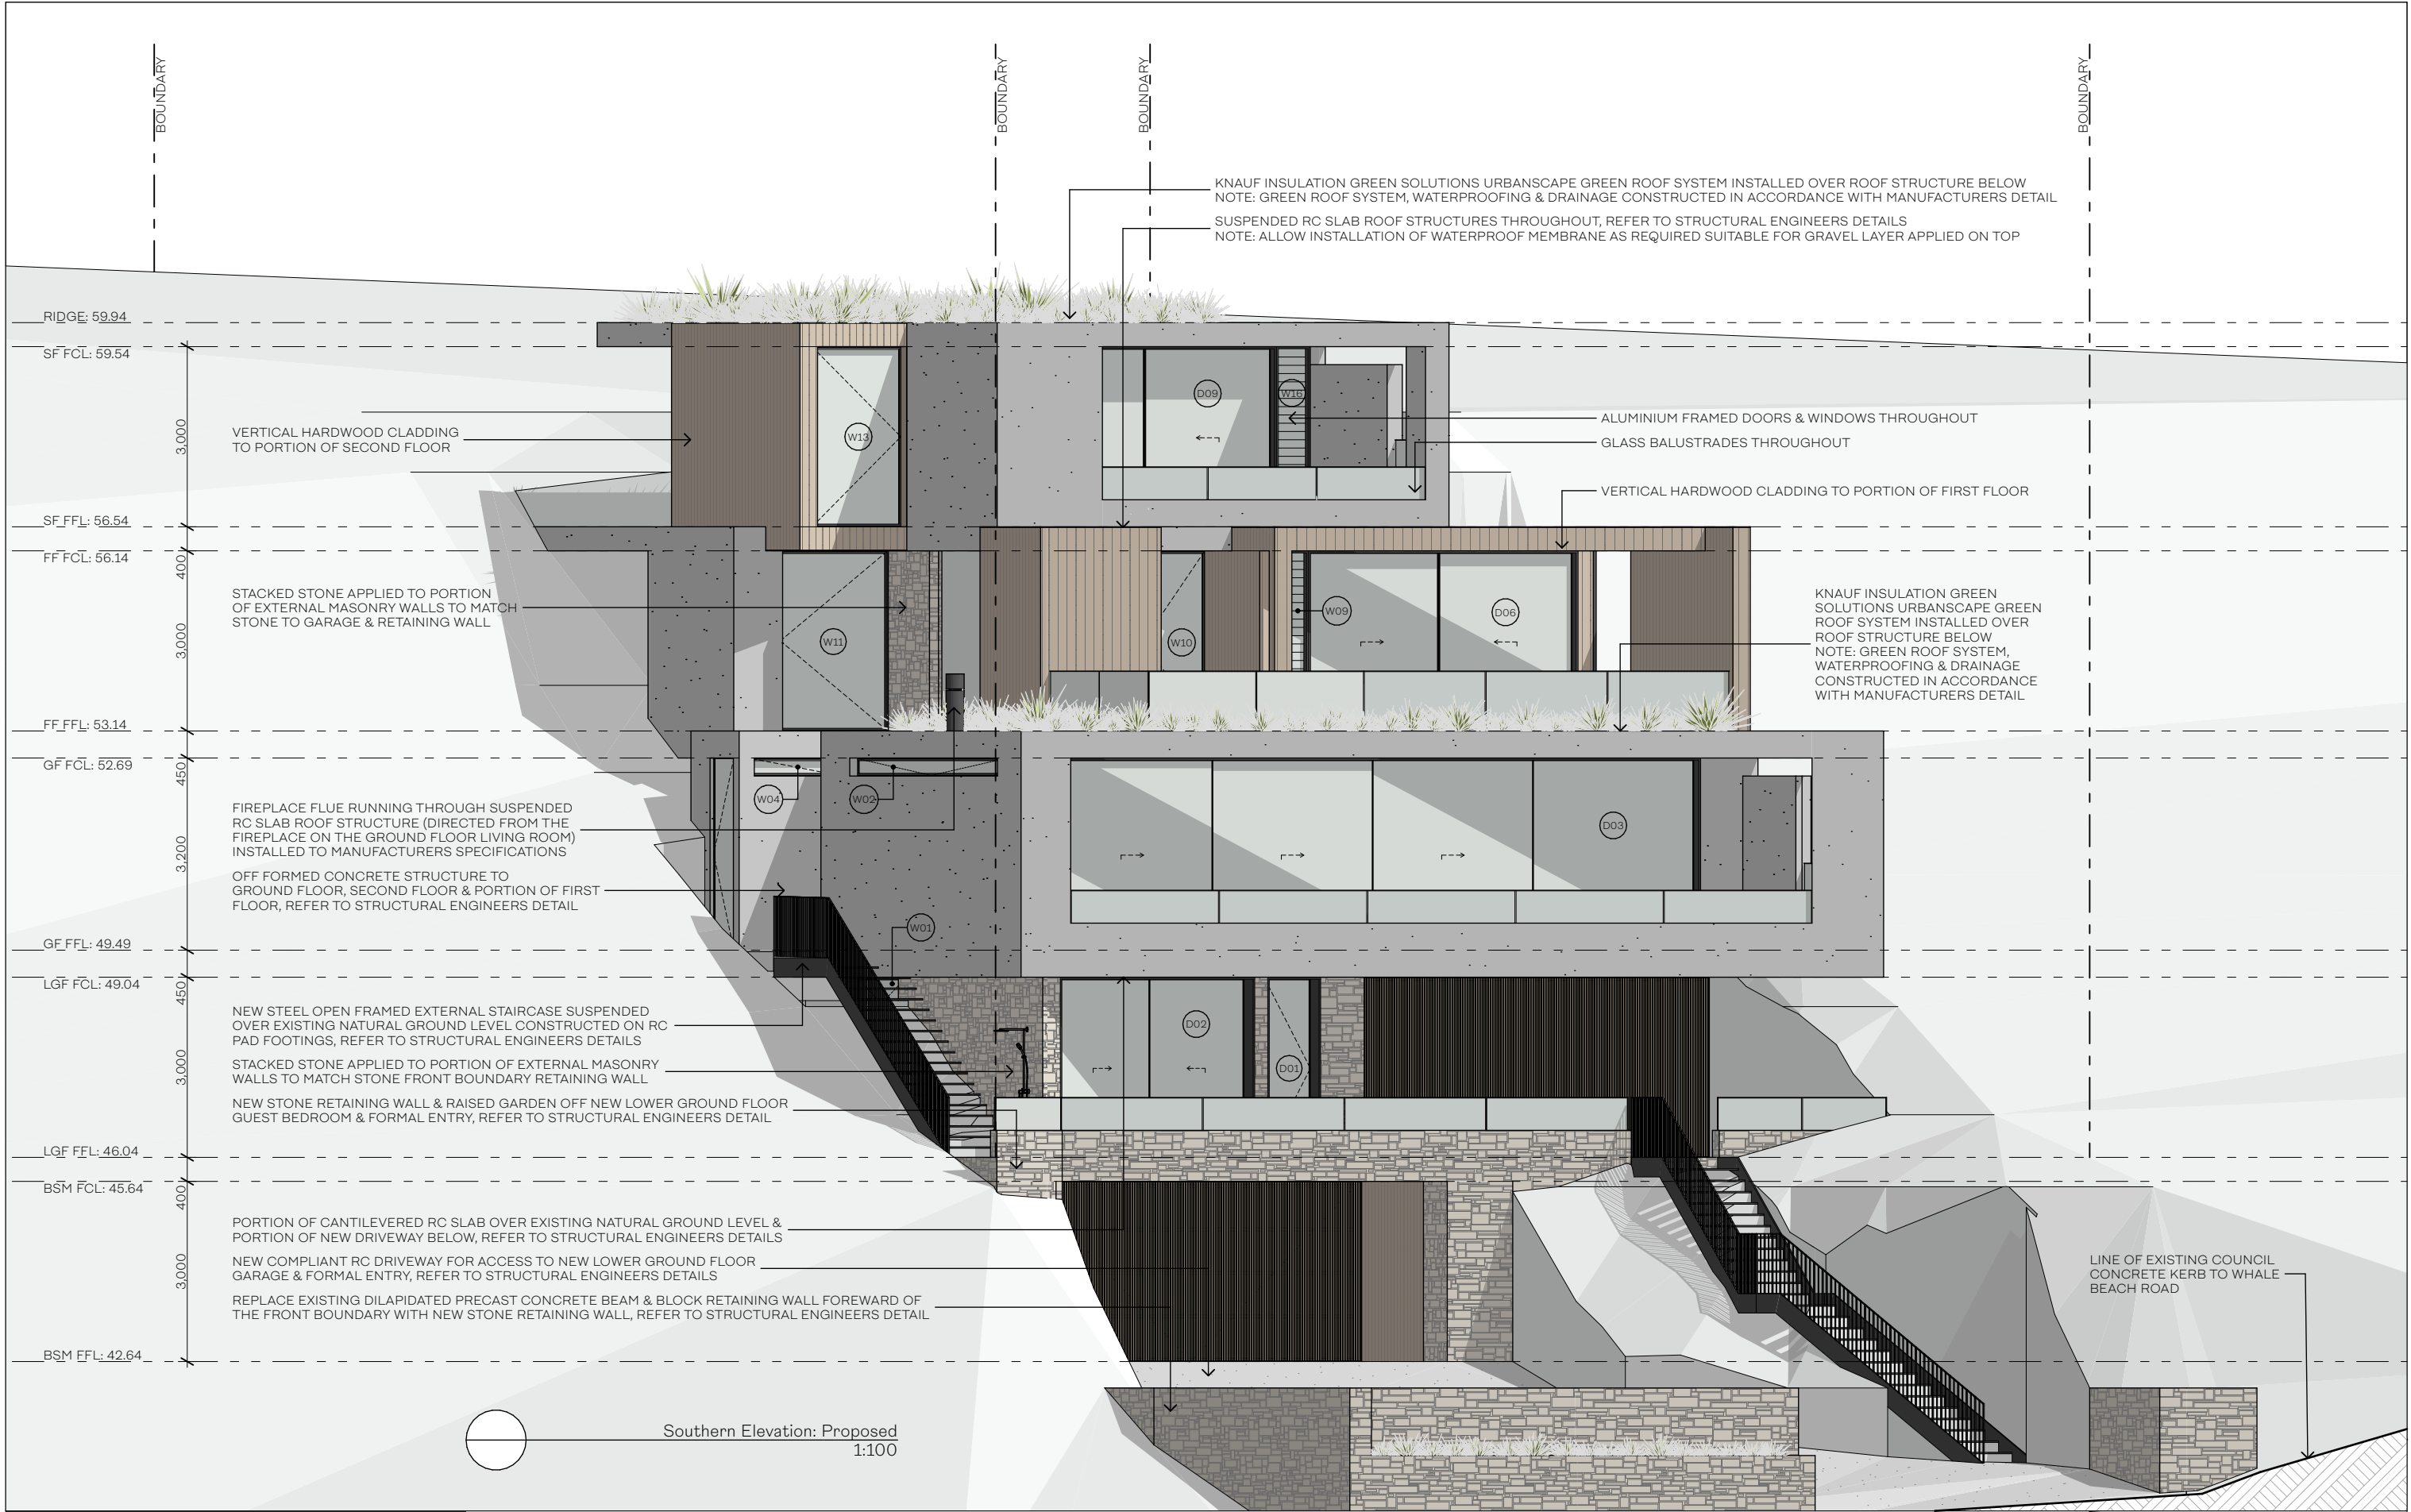 BOUNDARY
BOUNDARY
BOUNDARY
BOUNDARY
KNAUF INSULATION GREEN SOLUTIONS URBANSCAPE GREEN ROOF SYSTEM INSTALLED OVER ROOF STRUCTURE BELOW
NOTE: GREEN ROOF SYSTEM, WATERPROOFING & DRAINAGE CONSTRUCTED IN ACCORDANCE WITH MANUFACTURERS DETAIL
SUSPENDED RC SLAB ROOF STRUCTURES THROUGHOUT, REFER TO STRUCTURAL ENGINEERS DETAILS
NOTE: ALLOW INSTALLATION OF WATERPROOF MEMBRANE AS REQUIRED SUITABLE FOR GRAVEL LAYER APPLIED ON TOP
RIDGE: 59.94
SF FCL: 59.54
3,000
SF FFL: 56.54
FF FCL: 56.14
400
3,000
FF FFL: 53.14
GF FCL: 52.69
450
3,200
GF FFL: 49.49
LGF FCL: 49.04
450
3,000
LGF FFL: 46.04
BSM FCL: 45.64
400
3,000
BSM FFL: 42.64
VERTICAL HARDWOOD CLADDING
TO PORTION OF SECOND FLOOR
STACKED STONE APPLIED TO PORTION
OF EXTERNAL MASONRY WALLS TO MATCH
STONE TO GARAGE & RETAINING WALL
FIREPLACE FLUE RUNNING THROUGH SUSPENDED
RC SLAB ROOF STRUCTURE (DIRECTED FROM THE
FIREPLACE ON THE GROUND FLOOR LIVING ROOM)
INSTALLED TO MANUFACTURERS SPECIFICATIONS
OFF FORMED CONCRETE STRUCTURE TO
GROUND FLOOR, SECOND FLOOR & PORTION OF FIRST
FLOOR, REFER TO STRUCTURAL ENGINEERS DETAIL
NEW STEEL OPEN FRAMED EXTERNAL STAIRCASE SUSPENDED
OVER EXISTING NATURAL GROUND LEVEL CONSTRUCTED ON RC
PAD FOOTINGS, REFER TO STRUCTURAL ENGINEERS DETAILS
STACKED STONE APPLIED TO PORTION OF EXTERNAL MASONRY
WALLS TO MATCH STONE FRONT BOUNDARY RETAINING WALL
NEW STONE RETAINING WALL & RAISED GARDEN OFF NEW LOWER GROUND FLOOR
GUEST BEDROOM & FORMAL ENTRY, REFER TO STRUCTURAL ENGINEERS DETAIL
PORTION OF CANTILEVERED RC SLAB OVER EXISTING NATURAL GROUND LEVEL &
PORTION OF NEW DRIVEWAY BELOW, REFER TO STRUCTURAL ENGINEERS DETAILS
NEW COMPLIANT RC DRIVEWAY FOR ACCESS TO NEW LOWER GROUND FLOOR
GARAGE & FORMAL ENTRY, REFER TO STRUCTURAL ENGINEERS DETAILS
REPLACE EXISTING DILAPIDATED PRECAST CONCRETE BEAM & BLOCK RETAINING WALL FOREWARD OF
THE FRONT BOUNDARY WITH NEW STONE RETAINING WALL, REFER TO STRUCTURAL ENGINEERS DETAIL
W13
D09
W16
W11
W10
W09
D06
W04
W02
D03
W01
D02
D01
ALUMINIUM FRAMED DOORS & WINDOWS THROUGHOUT
GLASS BALUSTRADES THROUGHOUT
VERTICAL HARDWOOD CLADDING TO PORTION OF FIRST FLOOR
KNAUF INSULATION GREEN
SOLUTIONS URBANSCAPE GREEN
ROOF SYSTEM INSTALLED OVER
ROOF STRUCTURE BELOW
NOTE: GREEN ROOF SYSTEM,
WATERPROOFING & DRAINAGE
CONSTRUCTED IN ACCORDANCE
WITH MANUFACTURERS DETAIL
LINE OF EXISTING COUNCIL
CONCRETE KERB TO WHALE
BEACH ROAD
Southern Elevation: Proposed
1:100